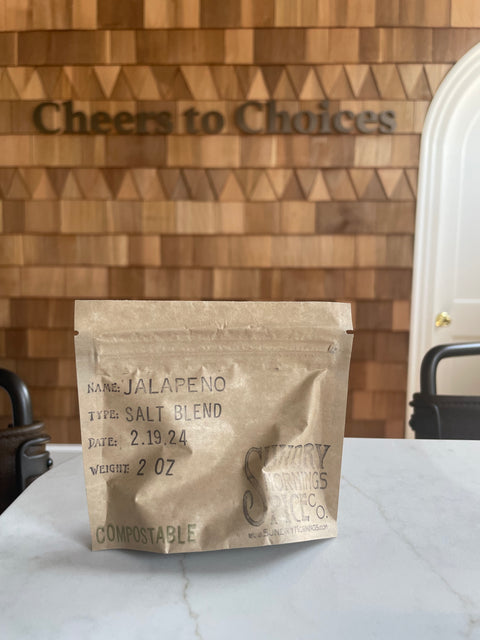 Cheers to Choices
NAME: JALAPENO
TYPE: SALT BLEND
DATE: 2.19.24
WEIGHT: 2 OZ
SAVORY
MORNINGS
SPICE CO.
COMPOSTABLE